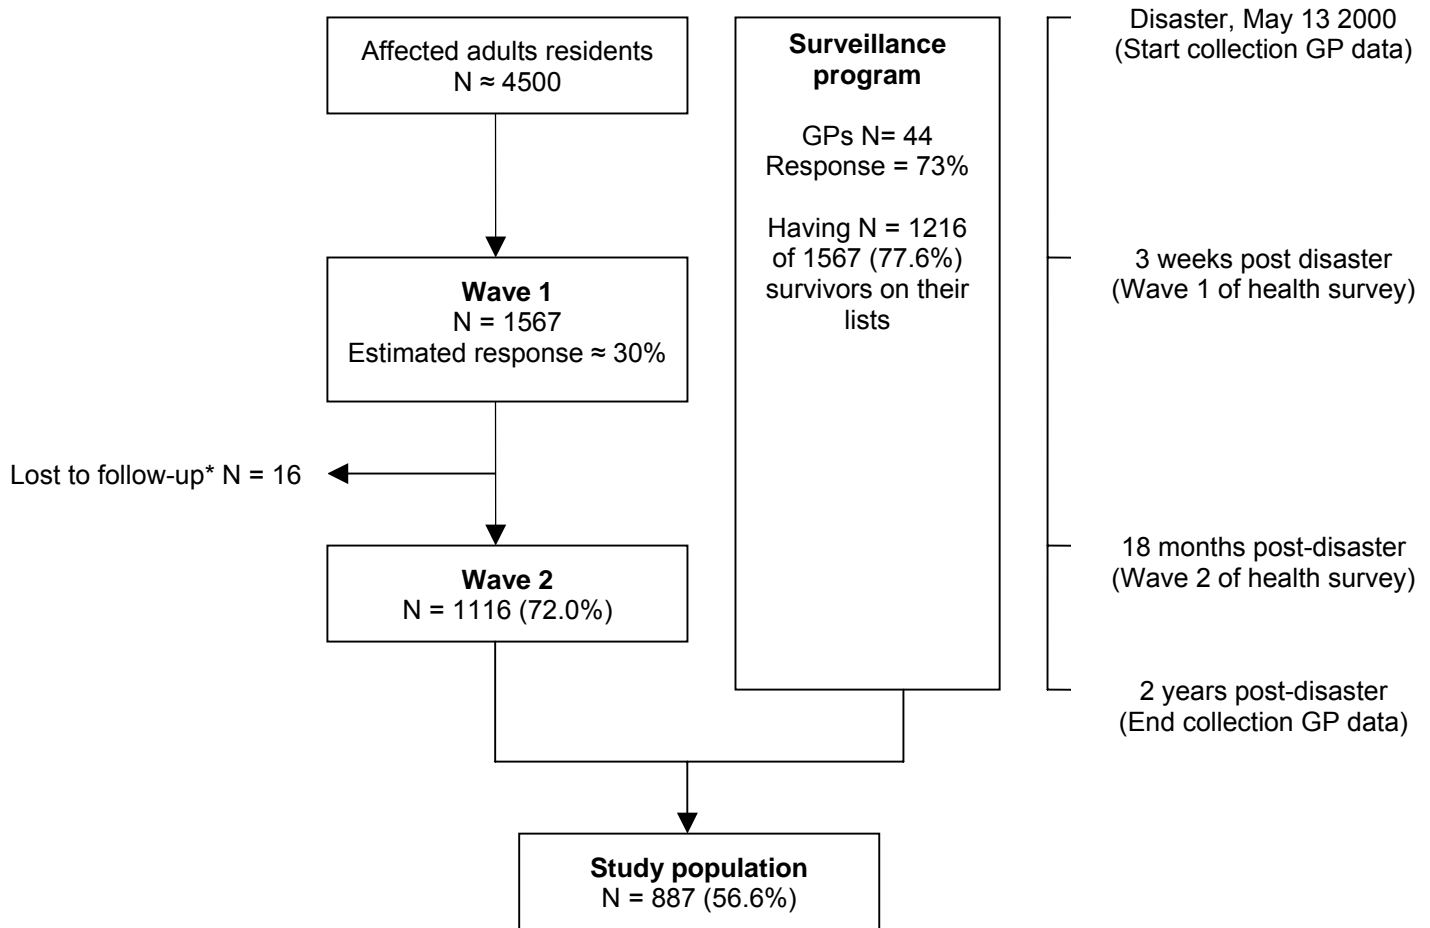 Affected adults residents
N ≈ 4500
Surveillance
program
GPs N= 44
Response = 73%
Having N = 1216
of 1567 (77.6%)
survivors on their
lists
Disaster, May 13 2000
(Start collection GP data)
Wave 1
N = 1567
Estimated response ≈ 30%
3 weeks post disaster
(Wave 1 of health survey)
Lost to follow-up* N = 16
Wave 2
N = 1116 (72.0%)
18 months post-disaster
(Wave 2 of health survey)
2 years post-disaster
(End collection GP data)
Study population
N = 887 (56.6%)